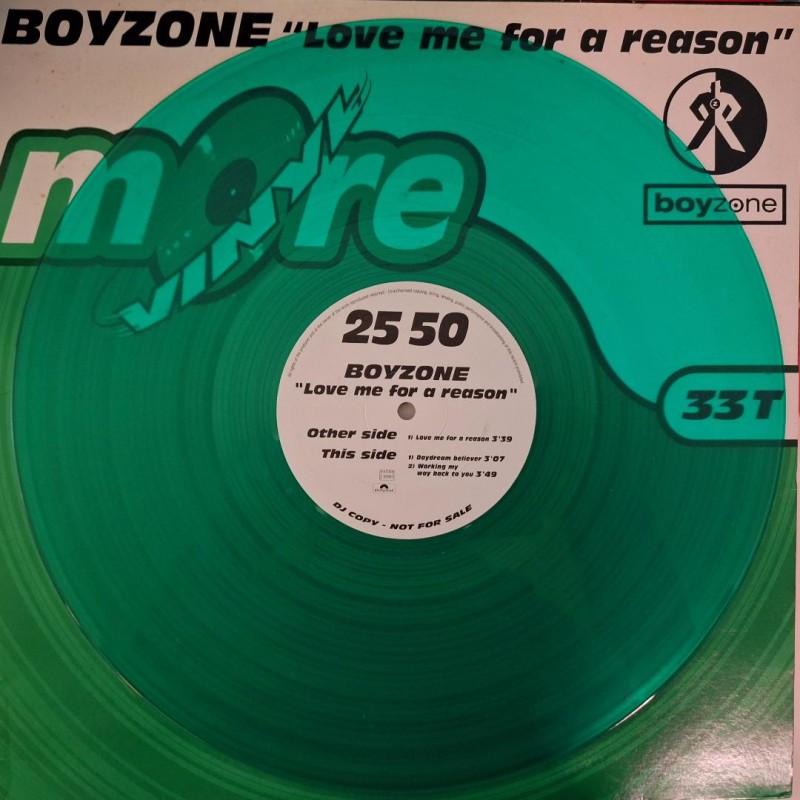 BOYZONE "Love me for a reason"
more
VINYL
boyzone
33T
25 50
BOYZONE
"Love me for a reason"
Other side 1) Love me for a reason 3'39
This side 1) Daydream believer 3'07
2) Working my
way back to you 3'49
DJ COPY - NOT FOR SALE